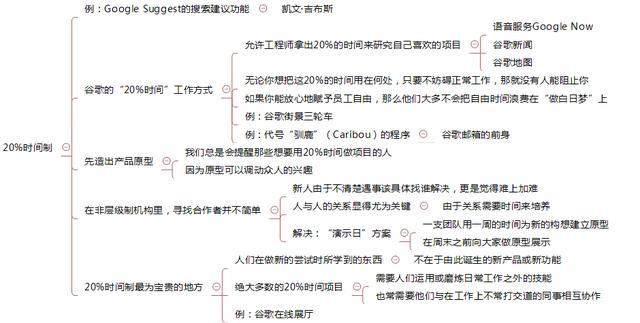 20%时间制
例：Google Suggest的搜索建议功能
凯文·吉布斯
谷歌的“20%时间”工作方式
允许工程师拿出20%的时间来研究自己喜欢的项目
语音服务Google Now
谷歌新闻
谷歌地图
无论你想把这20%的时间用在何处，只要不妨碍正常工作，那就没有人能阻止你
如果你能放心地赋予员工自由，那么他们大多不会把自由时间浪费在“做白日梦”上
例：谷歌街景三轮车
例：代号“驯鹿”（Caribou）的程序
谷歌邮箱的前身
先造出产品原型
我们总是会提醒那些想要用20%时间做项目的人
因为原型可以调动众人的兴趣
在非层级制机构里，寻找合作者并不简单
新人由于不清楚遇事该具体找谁解决，更是觉得难上加难
人与人的关系显得尤为关键
由于关系需要时间来培养
解决：“演示日”方案
一支团队用一周的时间为新的构想建立原型
在周末之前向大家做原型展示
20%时间制最为宝贵的地方
人们在做新的尝试时所学到的东西
不在于由此诞生的新产品或新功能
绝大多数的20%时间项目
需要人们运用或磨练日常工作之外的技能
也常需要他们与在工作上不常打交道的同事相互协作
例：谷歌在线展厅